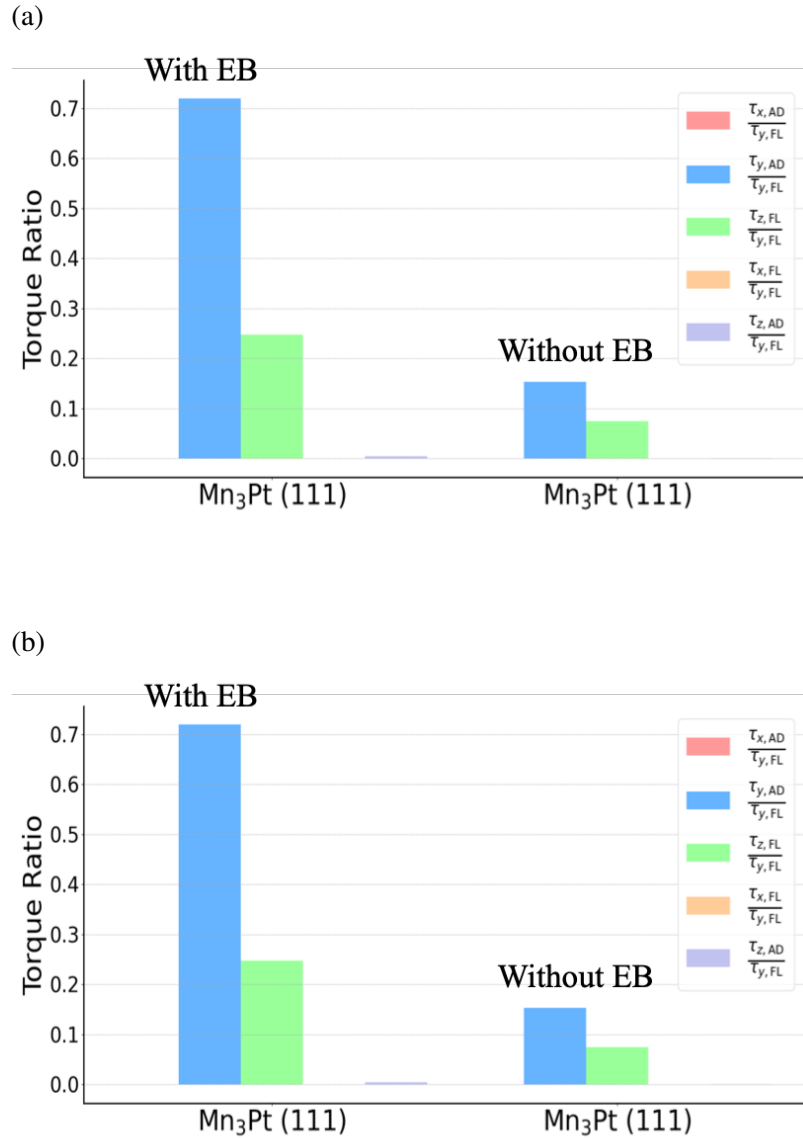 (a)
With EB
Torque Ratio
0.7
0.6
0.5
0.4
0.3
0.2
0.1
0.0
τx,AD
τy,FL
τy,AD
τy,FL
τz,FL
τy,FL
τx,FL
τy,FL
τz,AD
τy,FL
Without EB
Mn₃Pt (111)
Mn₃Pt (111)
(b)
With EB
Torque Ratio
0.7
0.6
0.5
0.4
0.3
0.2
0.1
0.0
τx,AD
τy,FL
τy,AD
τy,FL
τz,FL
τy,FL
τx,FL
τy,FL
τz,AD
τy,FL
Without EB
Mn₃Pt (111)
Mn₃Pt (111)